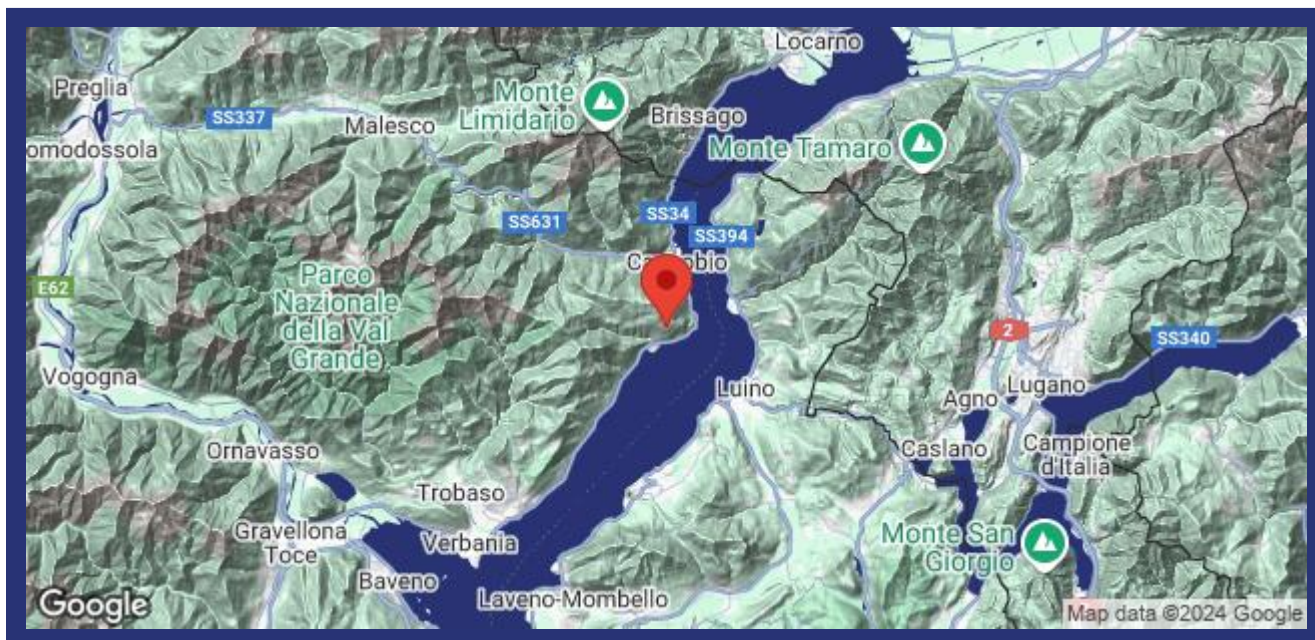 Locarno
Preglia
Monte
Limidario
Brissago
SS337
Malesco
Monte Tamaro
omodossola
SS34
SS631
SS394
Parco
Nazionale
della Val
Grande
E62
2
SS340
Vogogna
Luino
Agno
Lugano
Ornavasso
Caslano
Campione
d'Italia
Trobaso
Gravellona
Toce
Verbania
Monte San
Giorgio
Baveno
Laveno-Mombello
Google
Map data ©2024 Google